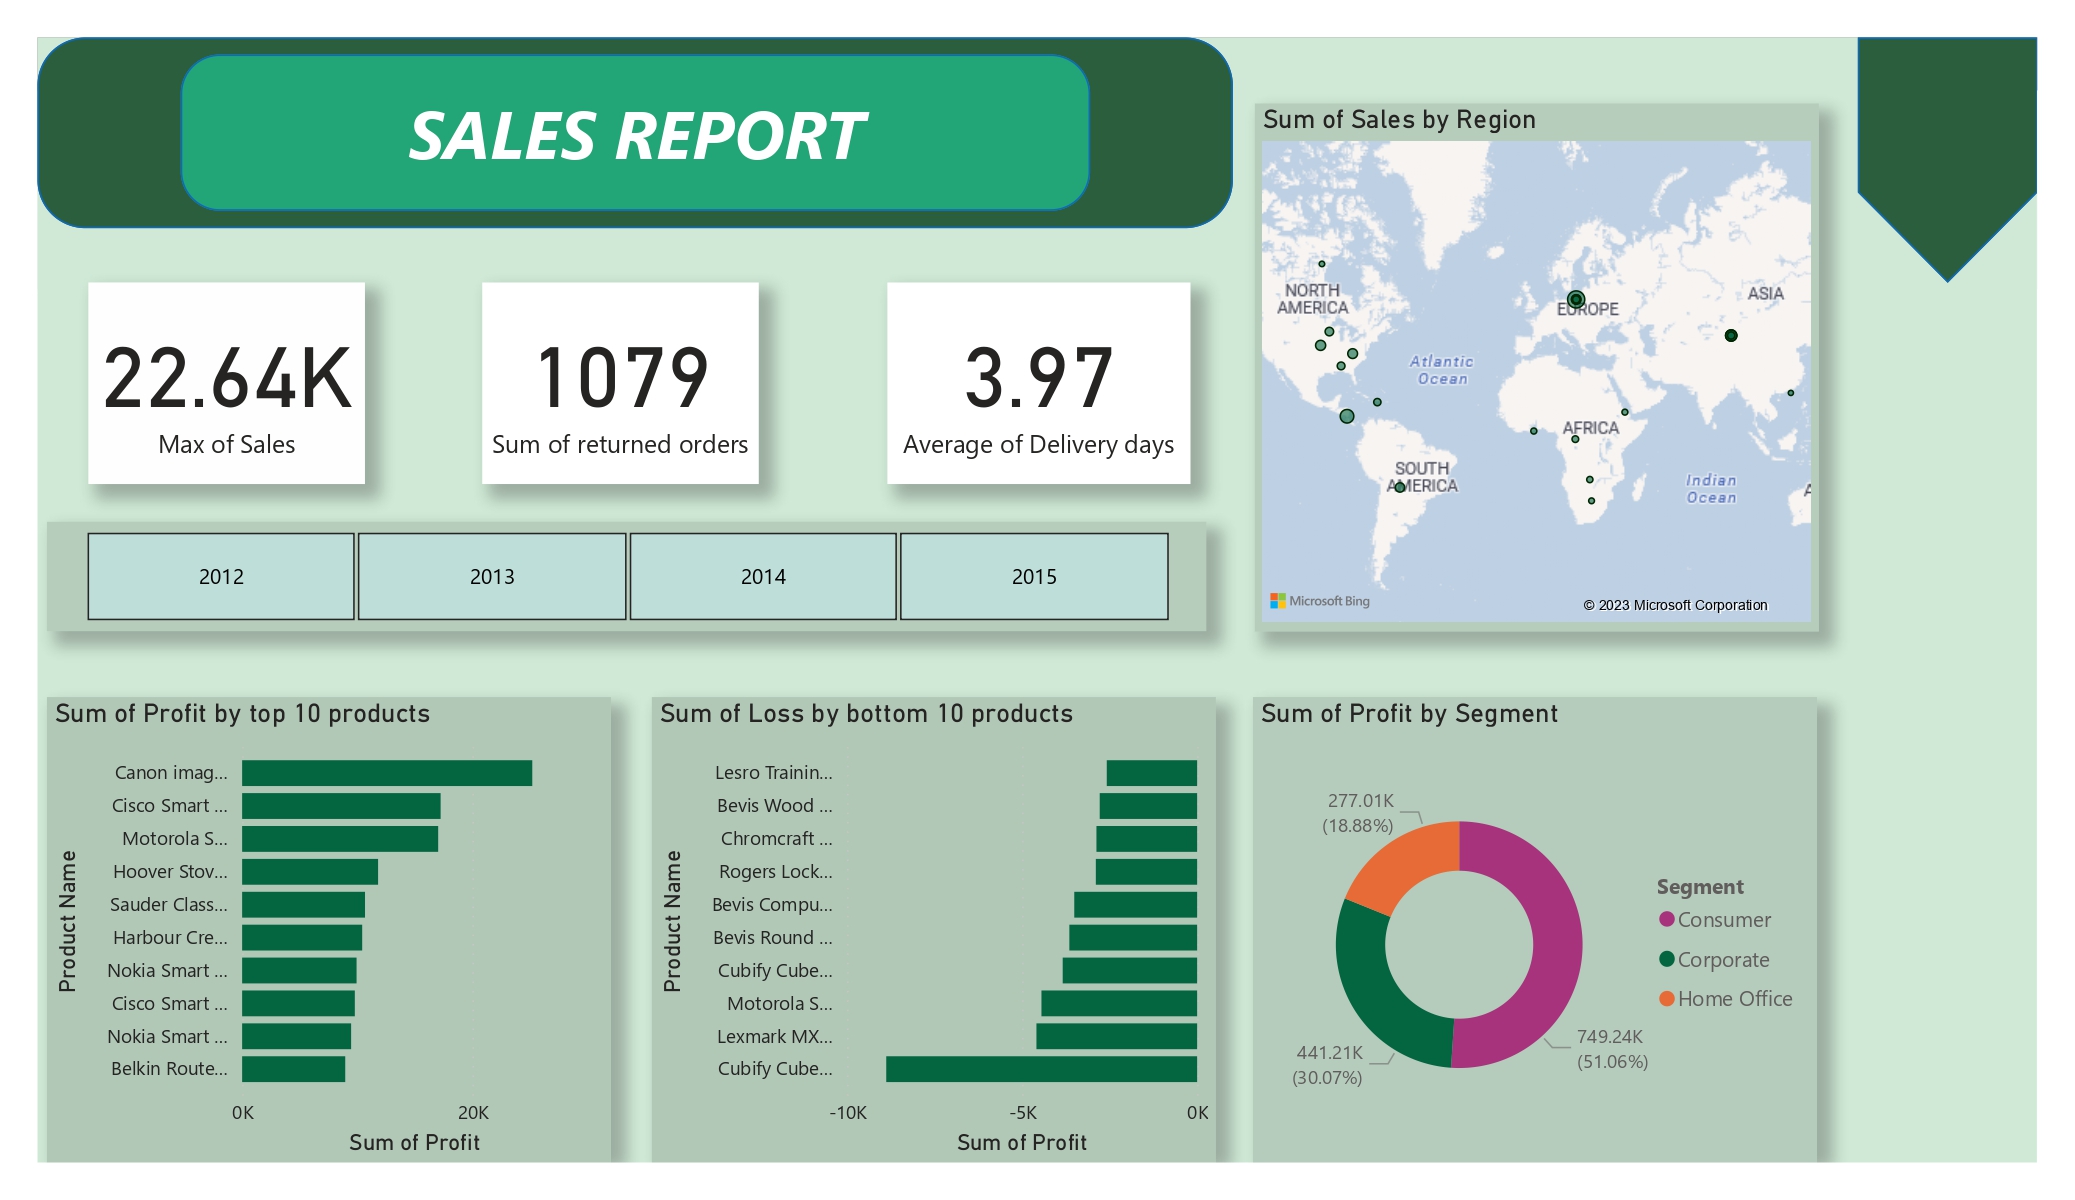 SALES REPORT
22.64K
Max of Sales
1079
Sum of returned orders
3.97
Average of Delivery days
2012
2013
2014
2015
Sum of Sales by Region
NORTH
AMERICA
EUROPE
ASIA
Atlantic
Ocean
AFRICA
SOUTH
AMERICA
Indian
Ocean
A
Microsoft Bing
© 2023 Microsoft Corporation
Sum of Profit by top 10 products
Product Name
Canon imag...
Cisco Smart ...
Motorola S...
Hoover Stov...
Sauder Class...
Harbour Cre...
Nokia Smart ...
Cisco Smart ...
Nokia Smart ...
Belkin Route...
0K
20K
Sum of Profit
Sum of Loss by bottom 10 products
Product Name
Lesro Trainin...
Bevis Wood ...
Chromcraft ...
Rogers Lock...
Bevis Compu...
Bevis Round ...
Cubify Cube...
Motorola S...
Lexmark MX...
Cubify Cube...
-10K
-5K
0K
Sum of Profit
Sum of Profit by Segment
277.01K
(18.88%)
441.21K
(30.07%)
749.24K
(51.06%)
Segment
Consumer
Corporate
Home Office